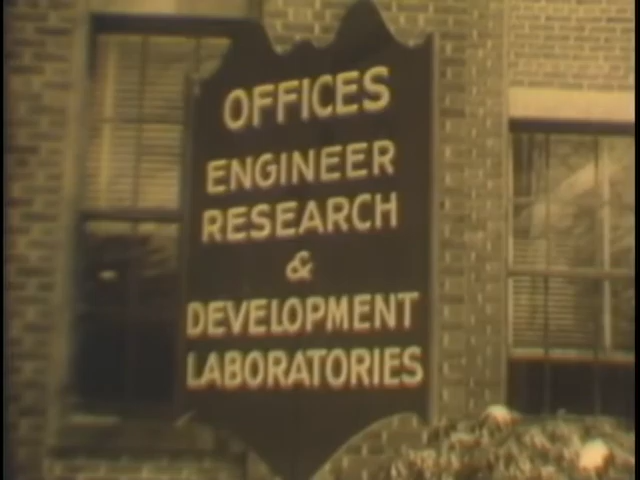 OFFICES
ENGINEER
RESEARCH
&
DEVELOPMENT
LABORATORIES